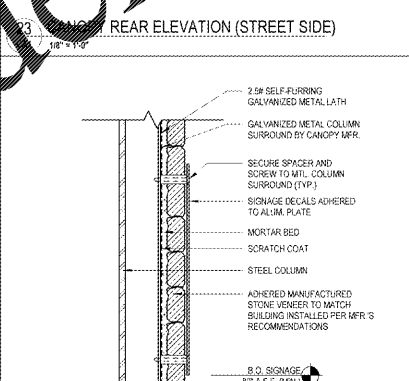 23 CANOPY REAR ELEVATION (STREET SIDE)
1/8" = 1'-0"
2.5# SELF-FURRING
GALVANIZED METAL LATH
GALVANIZED METAL COLUMN
SURROUND BY CANOPY MFR.
SECURE SPACER AND
SCREW TO MTL. COLUMN
SURROUND (TYP.)
SIGNAGE DECALS ADHERED
TO ALUM. PLATE
MORTAR BED
SCRATCH COAT
STEEL COLUMN
ADHERED MANUFACTURED
STONE VENEER TO MATCH
BUILDING INSTALLED PER MFR.'S
RECOMMENDATIONS
B.O. SIGNAGE